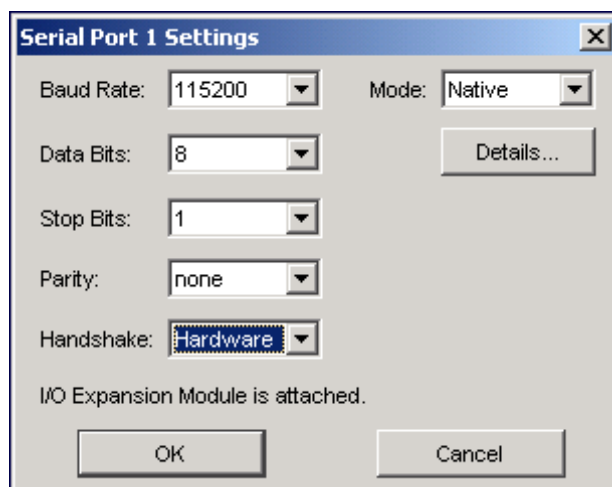 Serial Port 1 Settings
Baud Rate: 115200 Mode: Native
Data Bits: 8 Details...
Stop Bits: 1
Parity: none
Handshake: Hardware
I/O Expansion Module is attached.
OK Cancel